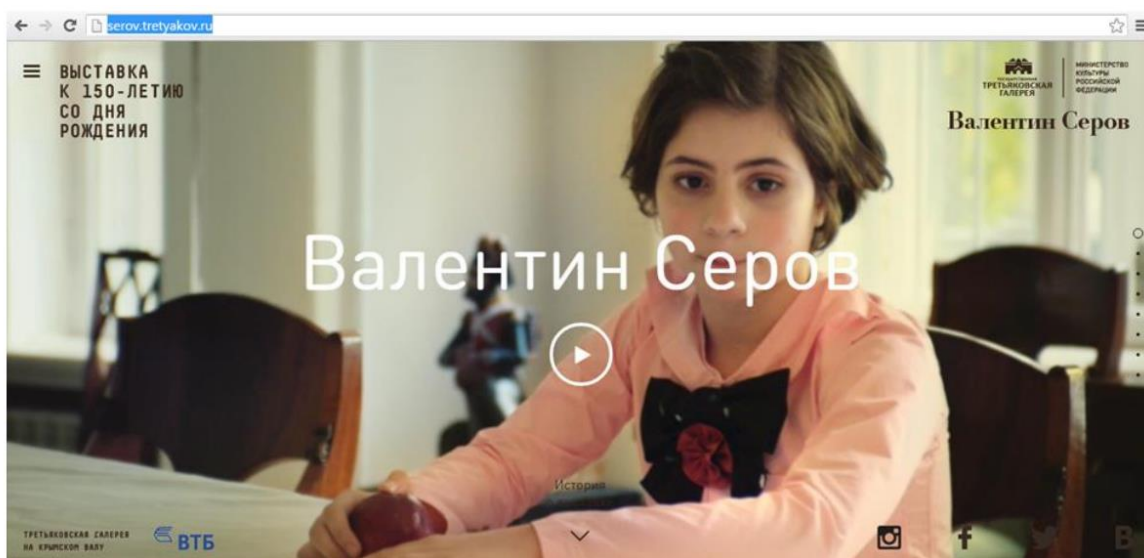 serov.tretyakov.ru
ВЫСТАВКА
К 150-ЛЕТИЮ
СО ДНЯ
РОЖДЕНИЯ
ГОСУДАРСТВЕННАЯ
ТРЕТЬЯКОВСКАЯ
ГАЛЕРЕЯ
МИНИСТЕРСТВО
КУЛЬТУРЫ
РОССИЙСКОЙ
ФЕДЕРАЦИИ
Валентин Серов
Валентин Серов
История
ТРЕТЬЯКОВСКАЯ ГАЛЕРЕЯ
НА КРЫМСКОМ ВАЛУ
ВТБ